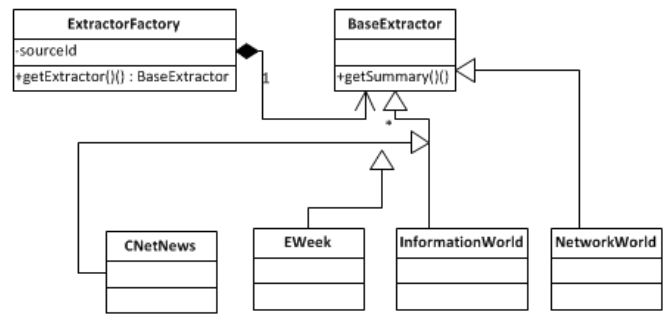 ExtractorFactory
-sourceId
+getExtractor()() : BaseExtractor
1
BaseExtractor
+getSummary()()
*
CNetNews
EWeek
InformationWorld
NetworkWorld